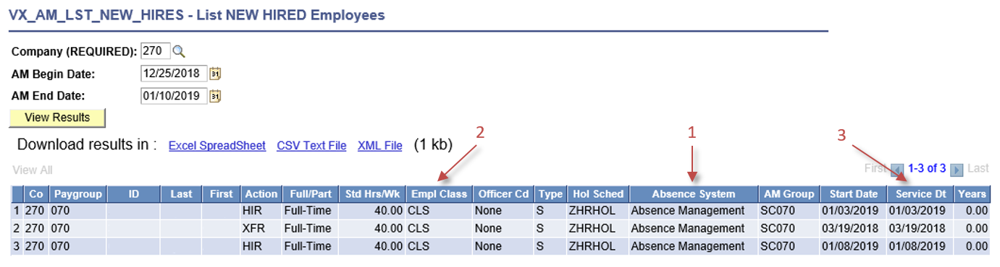 VX_AM_LST_NEW_HIRES - List NEW HIRED Employees
Company (REQUIRED): 270
AM Begin Date: 12/25/2018 31
AM End Date: 01/10/2019 31
View Results
2 1 3
Download results in : Excel SpreadSheet CSV Text File XML File (1 kb)
View All First 1-3 of 3 Last
Co Paygroup ID Last First Action Full/Part Std Hrs/Wk Empl Class Officer Cd Type Hol Sched Absence System AM Group Start Date Service Dt Years
1 270 070 HIR Full-Time 40.00 CLS None S ZHRHOL Absence Management SC070 01/03/2019 01/03/2019 0.00
2 270 070 XFR Full-Time 40.00 CLS None S ZHRHOL Absence Management SC070 03/19/2018 03/19/2018 0.00
3 270 070 HIR Full-Time 40.00 CLS None S ZHRHOL Absence Management SC070 01/08/2019 01/08/2019 0.00